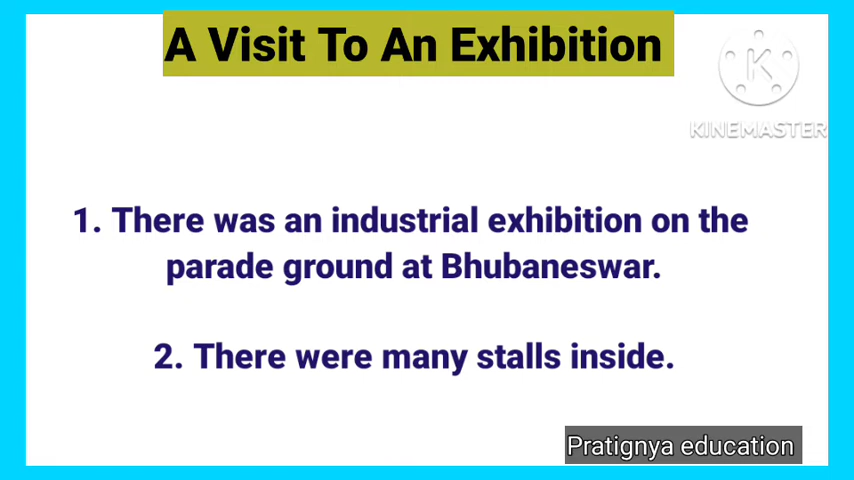 A Visit To An Exhibition
K
KINEMASTER
1. There was an industrial exhibition on the
parade ground at Bhubaneswar.
2. There were many stalls inside.
Pratignya education